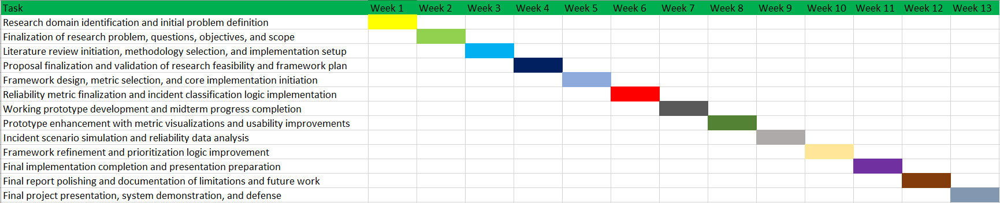 Task Week 1 Week 2 Week 3 Week 4 Week 5 Week 6 Week 7 Week 8 Week 9 Week 10 Week 11 Week 12 Week 13
Research domain identification and initial problem definition
Finalization of research problem, questions, objectives, and scope
Literature review initiation, methodology selection, and implementation setup
Proposal finalization and validation of research feasibility and framework plan
Framework design, metric selection, and core implementation initiation
Reliability metric finalization and incident classification logic implementation
Working prototype development and midterm progress completion
Prototype enhancement with metric visualizations and usability improvements
Incident scenario simulation and reliability data analysis
Framework refinement and prioritization logic improvement
Final implementation completion and presentation preparation
Final report polishing and documentation of limitations and future work
Final project presentation, system demonstration, and defense